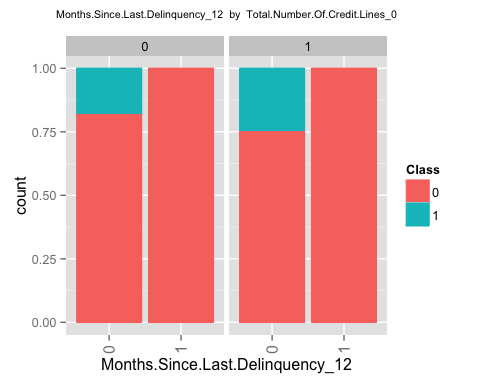 Months.Since.Last.Delinquency_12 by Total.Number.Of.Credit.Lines_0
0 1
1.00
0.75
0.50
0.25
0.00
count
0 1 0 1
Months.Since.Last.Delinquency_12
Class
0
1